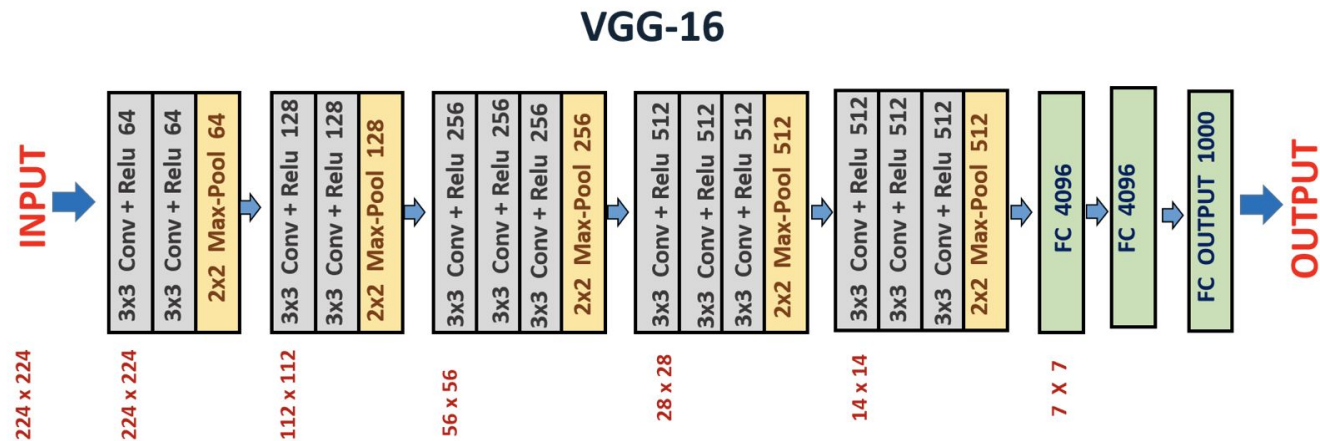 VGG-16
INPUT
3x3 Conv + Relu 64
3x3 Conv + Relu 64
2x2 Max-Pool 64
3x3 Conv + Relu 128
3x3 Conv + Relu 128
2x2 Max-Pool 128
3x3 Conv + Relu 256
3x3 Conv + Relu 256
3x3 Conv + Relu 256
2x2 Max-Pool 256
3x3 Conv + Relu 512
3x3 Conv + Relu 512
3x3 Conv + Relu 512
2x2 Max-Pool 512
3x3 Conv + Relu 512
3x3 Conv + Relu 512
3x3 Conv + Relu 512
2x2 Max-Pool 512
FC 4096
FC 4096
FC OUTPUT 1000
OUTPUT
224 x 224
224 x 224
112 x 112
56 x 56
28 x 28
14 x 14
7 X 7